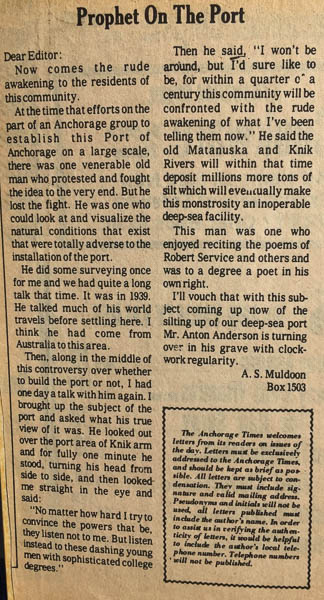 Prophet On The Port
Dear Editor:
Now comes the rude
awakening to the residents of
this community.
At the time that efforts on the
part of an Anchorage group to
establish this Port of
Anchorage on a large scale,
there was one venerable old
man who protested and fought
the idea to the very end. But he
lost the fight. He was one who
could look at and visualize the
natural conditions that exist
that were totally adverse to the
installation of the port.
He did some surveying once
for me and we had quite a long
talk that time. It was in 1939.
He talked much of his world
travels before settling here. I
think he had come from
Australia to this area.
Then, along in the middle of
this controversy over whether
to build the port or not, I had
one day a talk with him again. I
brought up the subject of the
port and asked what his true
view of it was. He looked out
over the port area of Knik arm
and for fully one minute he
stood, turning his head from
side to side, and then looked
me straight in the eye and
said:
"No matter how hard I try to
convince the powers that be,
they listen not to me. But listen
instead to these dashing young
men with sophisticated college
degrees."
Then he said, "I won't be
around, but I'd sure like to
be, for within a quarter of a
century this community will be
confronted with the rude
awakening of what I've been
telling them now." He said the
old Matanuska and Knik
Rivers will within that time
deposit millions more tons of
silt which will eventually make
this monstrosity an inoperable
deep-sea facility.
This man was one who
enjoyed reciting the poems of
Robert Service and others and
was to a degree a poet in his
own right.
I'll vouch that with this sub-
ject coming up now of the
silting up of our deep-sea port
Mr. Anton Anderson is turning
over in his grave with clock-
work regularity.
A. S. Muldoon
Box 1503
The Anchorage Times welcomes
letters from its readers on issues of
the day. Letters must be exclusively
addressed to the Anchorage Times,
and should be kept as brief as pos-
sible. All letters are subject to con-
densation. They must include sig-
nature and valid mailing address.
Pseudonyms and initials will not be
used, all letters published must
include the author's name. In order
to assist us in verifying the authen-
ticity of letters, it would be helpful
to include the author's local tele-
phone number. Telephone numbers
will not be published.